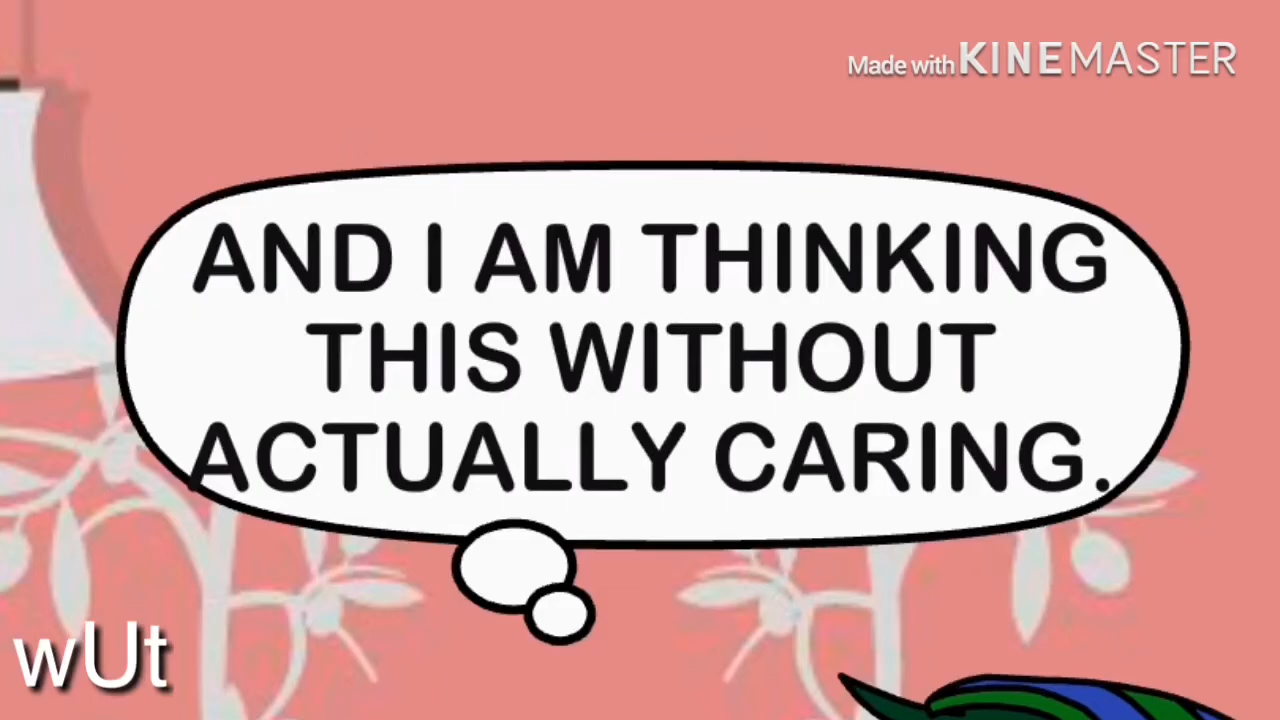 Made with KINEMASTER
AND I AM THINKING
THIS WITHOUT
ACTUALLY CARING.
wUt